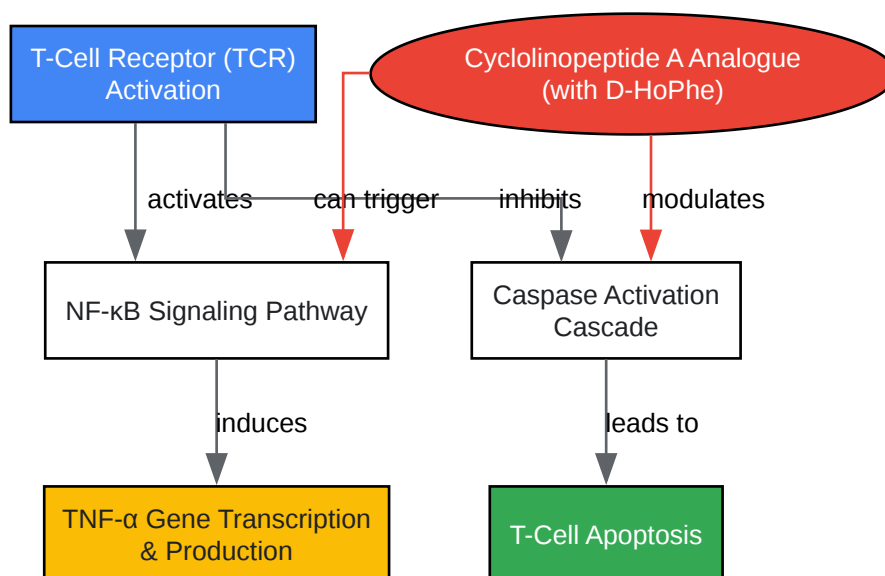 T-Cell Receptor (TCR)
Activation
Cyclolinopeptide A Analogue
(with D-HoPhe)
activates
can trigger
inhibits
modulates
NF-κB Signaling Pathway
Caspase Activation
Cascade
induces
leads to
TNF-α Gene Transcription
& Production
T-Cell Apoptosis